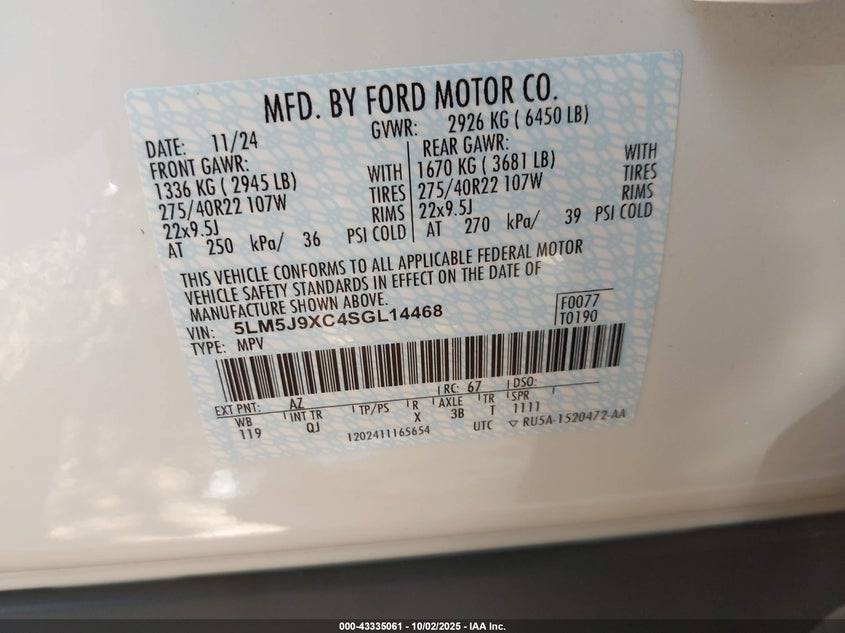 MFD. BY FORD MOTOR CO.
DATE: 11/24 GVWR: 2926 KG ( 6450 LB)
FRONT GAWR: REAR GAWR:
1336 KG ( 2945 LB) WITH 1670 KG ( 3681 LB) WITH
275/40R22 107W TIRES 275/40R22 107W TIRES
22x9.5J RIMS 22x9.5J RIMS
AT 250 kPa/ 36 PSI COLD AT 270 kPa/ 39 PSI COLD
THIS VEHICLE CONFORMS TO ALL APPLICABLE FEDERAL MOTOR
VEHICLE SAFETY STANDARDS IN EFFECT ON THE DATE OF
MANUFACTURE SHOWN ABOVE.
VIN: 5LM5J9XC4SGL14468 F0077
TYPE: MPV T0190
EXT PNT: AZ RC: 67 DSO:
WB INT TR TP/PS R AXLE TR SPR
119 QJ X 3B T 1111
1202411165654 UTC ▽ RU5A-1520472-AA
000-43335061 - 10/02/2025 - IAA Inc.